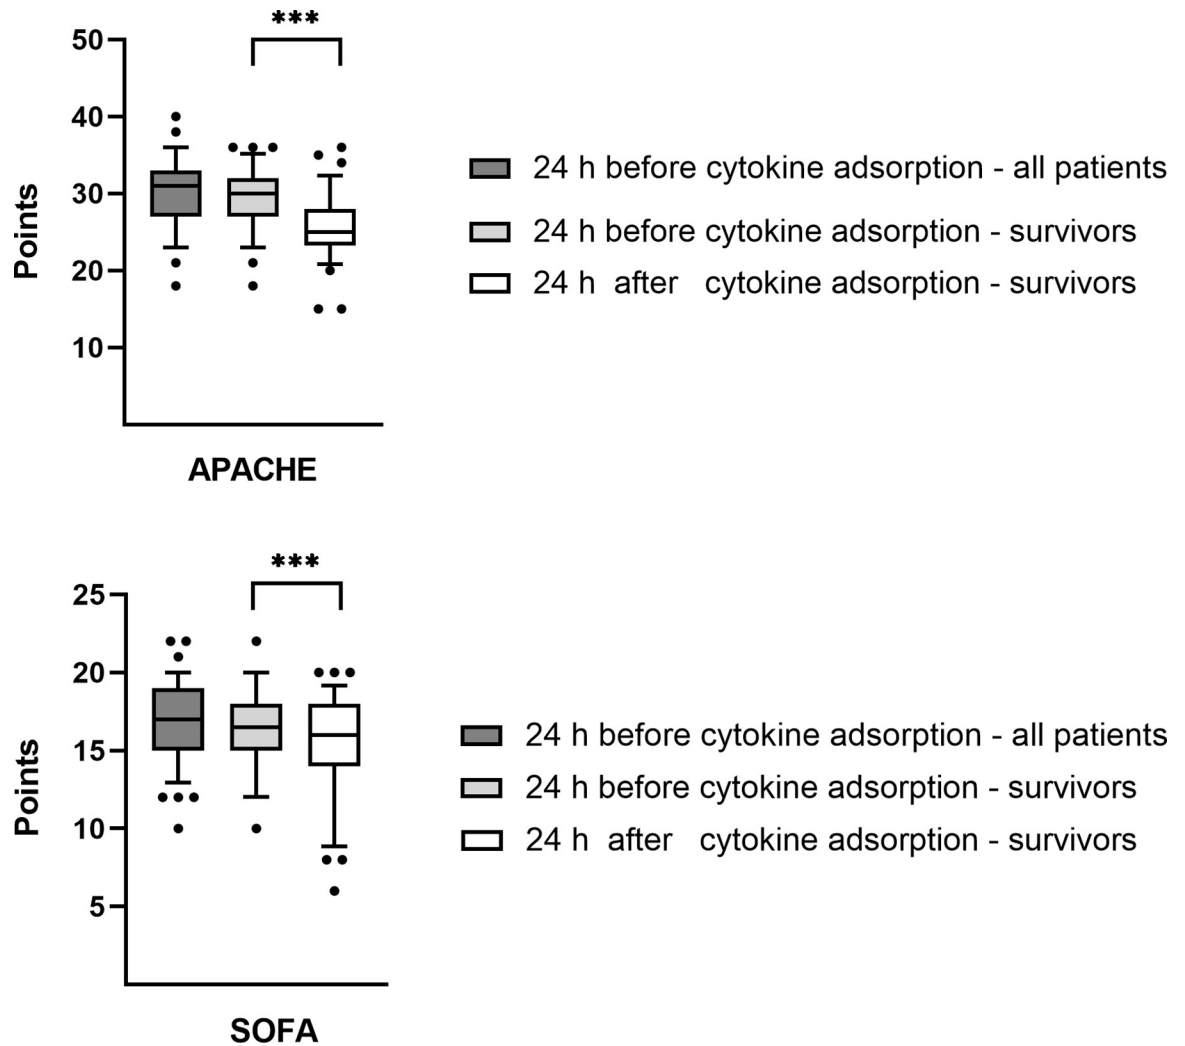 ***
50
40
30
20
10
Points
APACHE
24 h before cytokine adsorption - all patients
24 h before cytokine adsorption - survivors
24 h after cytokine adsorption - survivors
***
25
20
15
10
5
Points
SOFA
24 h before cytokine adsorption - all patients
24 h before cytokine adsorption - survivors
24 h after cytokine adsorption - survivors